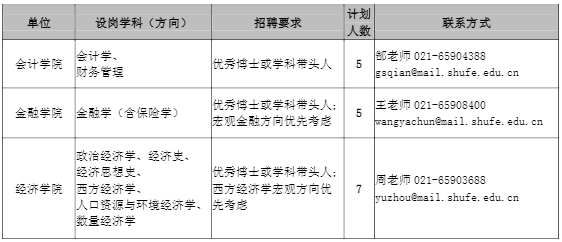 单位 设岗学科（方向） 招聘要求 计划人数 联系方式
会计学院
会计学、
财务管理
优秀博士或学科带头人
5
郜老师 021-65904388
gsqian@mail.shufe.edu.cn
金融学院
金融学（含保险学）
优秀博士或学科带头人；
宏观金融方向优先考虑
5
王老师 021-65908400
wangyachun@mail.shufe.edu.cn
经济学院
政治经济学、经济史、
经济思想史、
西方经济学、
人口资源与环境经济学、
数量经济学
优秀博士或学科带头人；
西方经济学宏观方向优
先考虑
7
周老师 021-65903688
yuzhou@mail.shufe.edu.cn